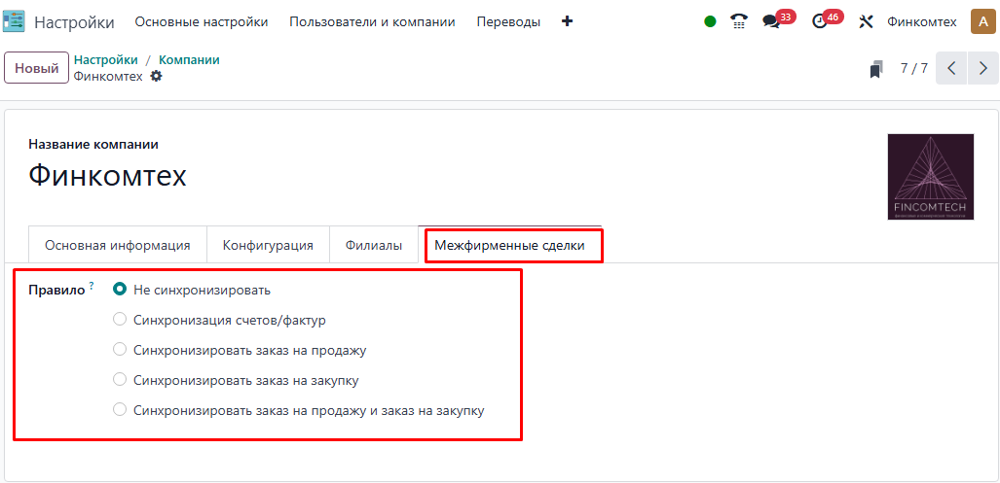 Настройки Основные настройки Пользователи и компании Переводы + 33 46 Финкомтех A
Новый Настройки / Компании
Финкомтех 7 / 7
Название компании
Финкомтех
FINCOMTECH
Основная информация Конфигурация Филиалы Межфирменные сделки
Правило ? Не синхронизировать
Синхронизация счетов/фактур
Синхронизировать заказ на продажу
Синхронизировать заказ на закупку
Синхронизировать заказ на продажу и заказ на закупку